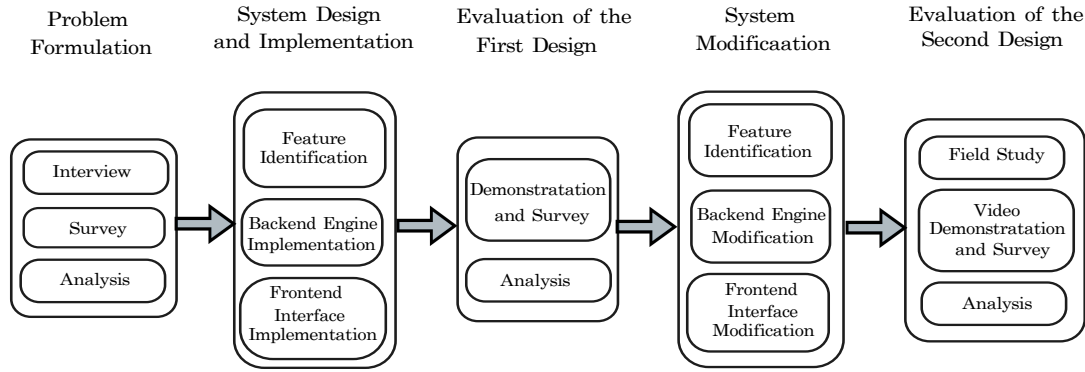 Problem
Formulation
System Design
and Implementation
Evaluation of the
First Design
System
Modificaation
Evaluation of the
Second Design
Interview
Survey
Analysis
Feature
Identification
Backend Engine
Implementation
Frontend
Interface
Implementation
Demonstratation
and Survey
Analysis
Feature
Identification
Backend Engine
Modification
Frontend
Interface
Modification
Field Study
Video
Demonstratation
and Survey
Analysis